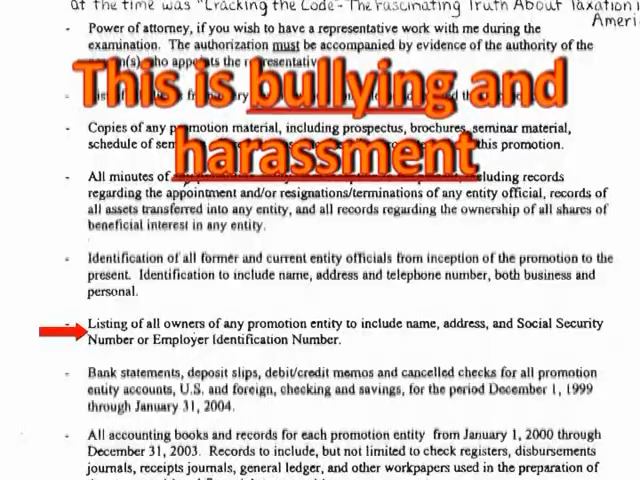 at the time was "Cracking the Code-The Fascinating Truth About Taxation i
Ameri
- Power of attorney, if you wish to have a representative work with me during the
examination. The authorization must be accompanied by evidence of the authority of the
who the
This is bullying and
harassment
- Copies of any promotion material, including prospectus, brochures, seminar material,
schedule of this promotion.
- All minutes of including records
regarding the appointment and/or resignations/terminations of any entity official, records of
all assets transferred into any entity, and all records regarding the ownership of all shares of
beneficial interest in any entity.
- Identification of all former and current entity officials from inception of the promotion to the
present. Identification to include name, address and telephone number, both business and
personal.
- Listing of all owners of any promotion entity to include name, address, and Social Security
Number or Employer Identification Number.
- Bank statements, deposit slips, debit/credit memos and cancelled checks for all promotion
entity accounts, U.S. and foreign, checking and savings, for the period December 1, 1999
through January 31, 2004.
- All accounting books and records for each promotion entity from January 1, 2000 through
December 31, 2003. Records to include, but not limited to check registers, disbursements
journals, receipts journals, general ledger, and other workpapers used in the preparation of